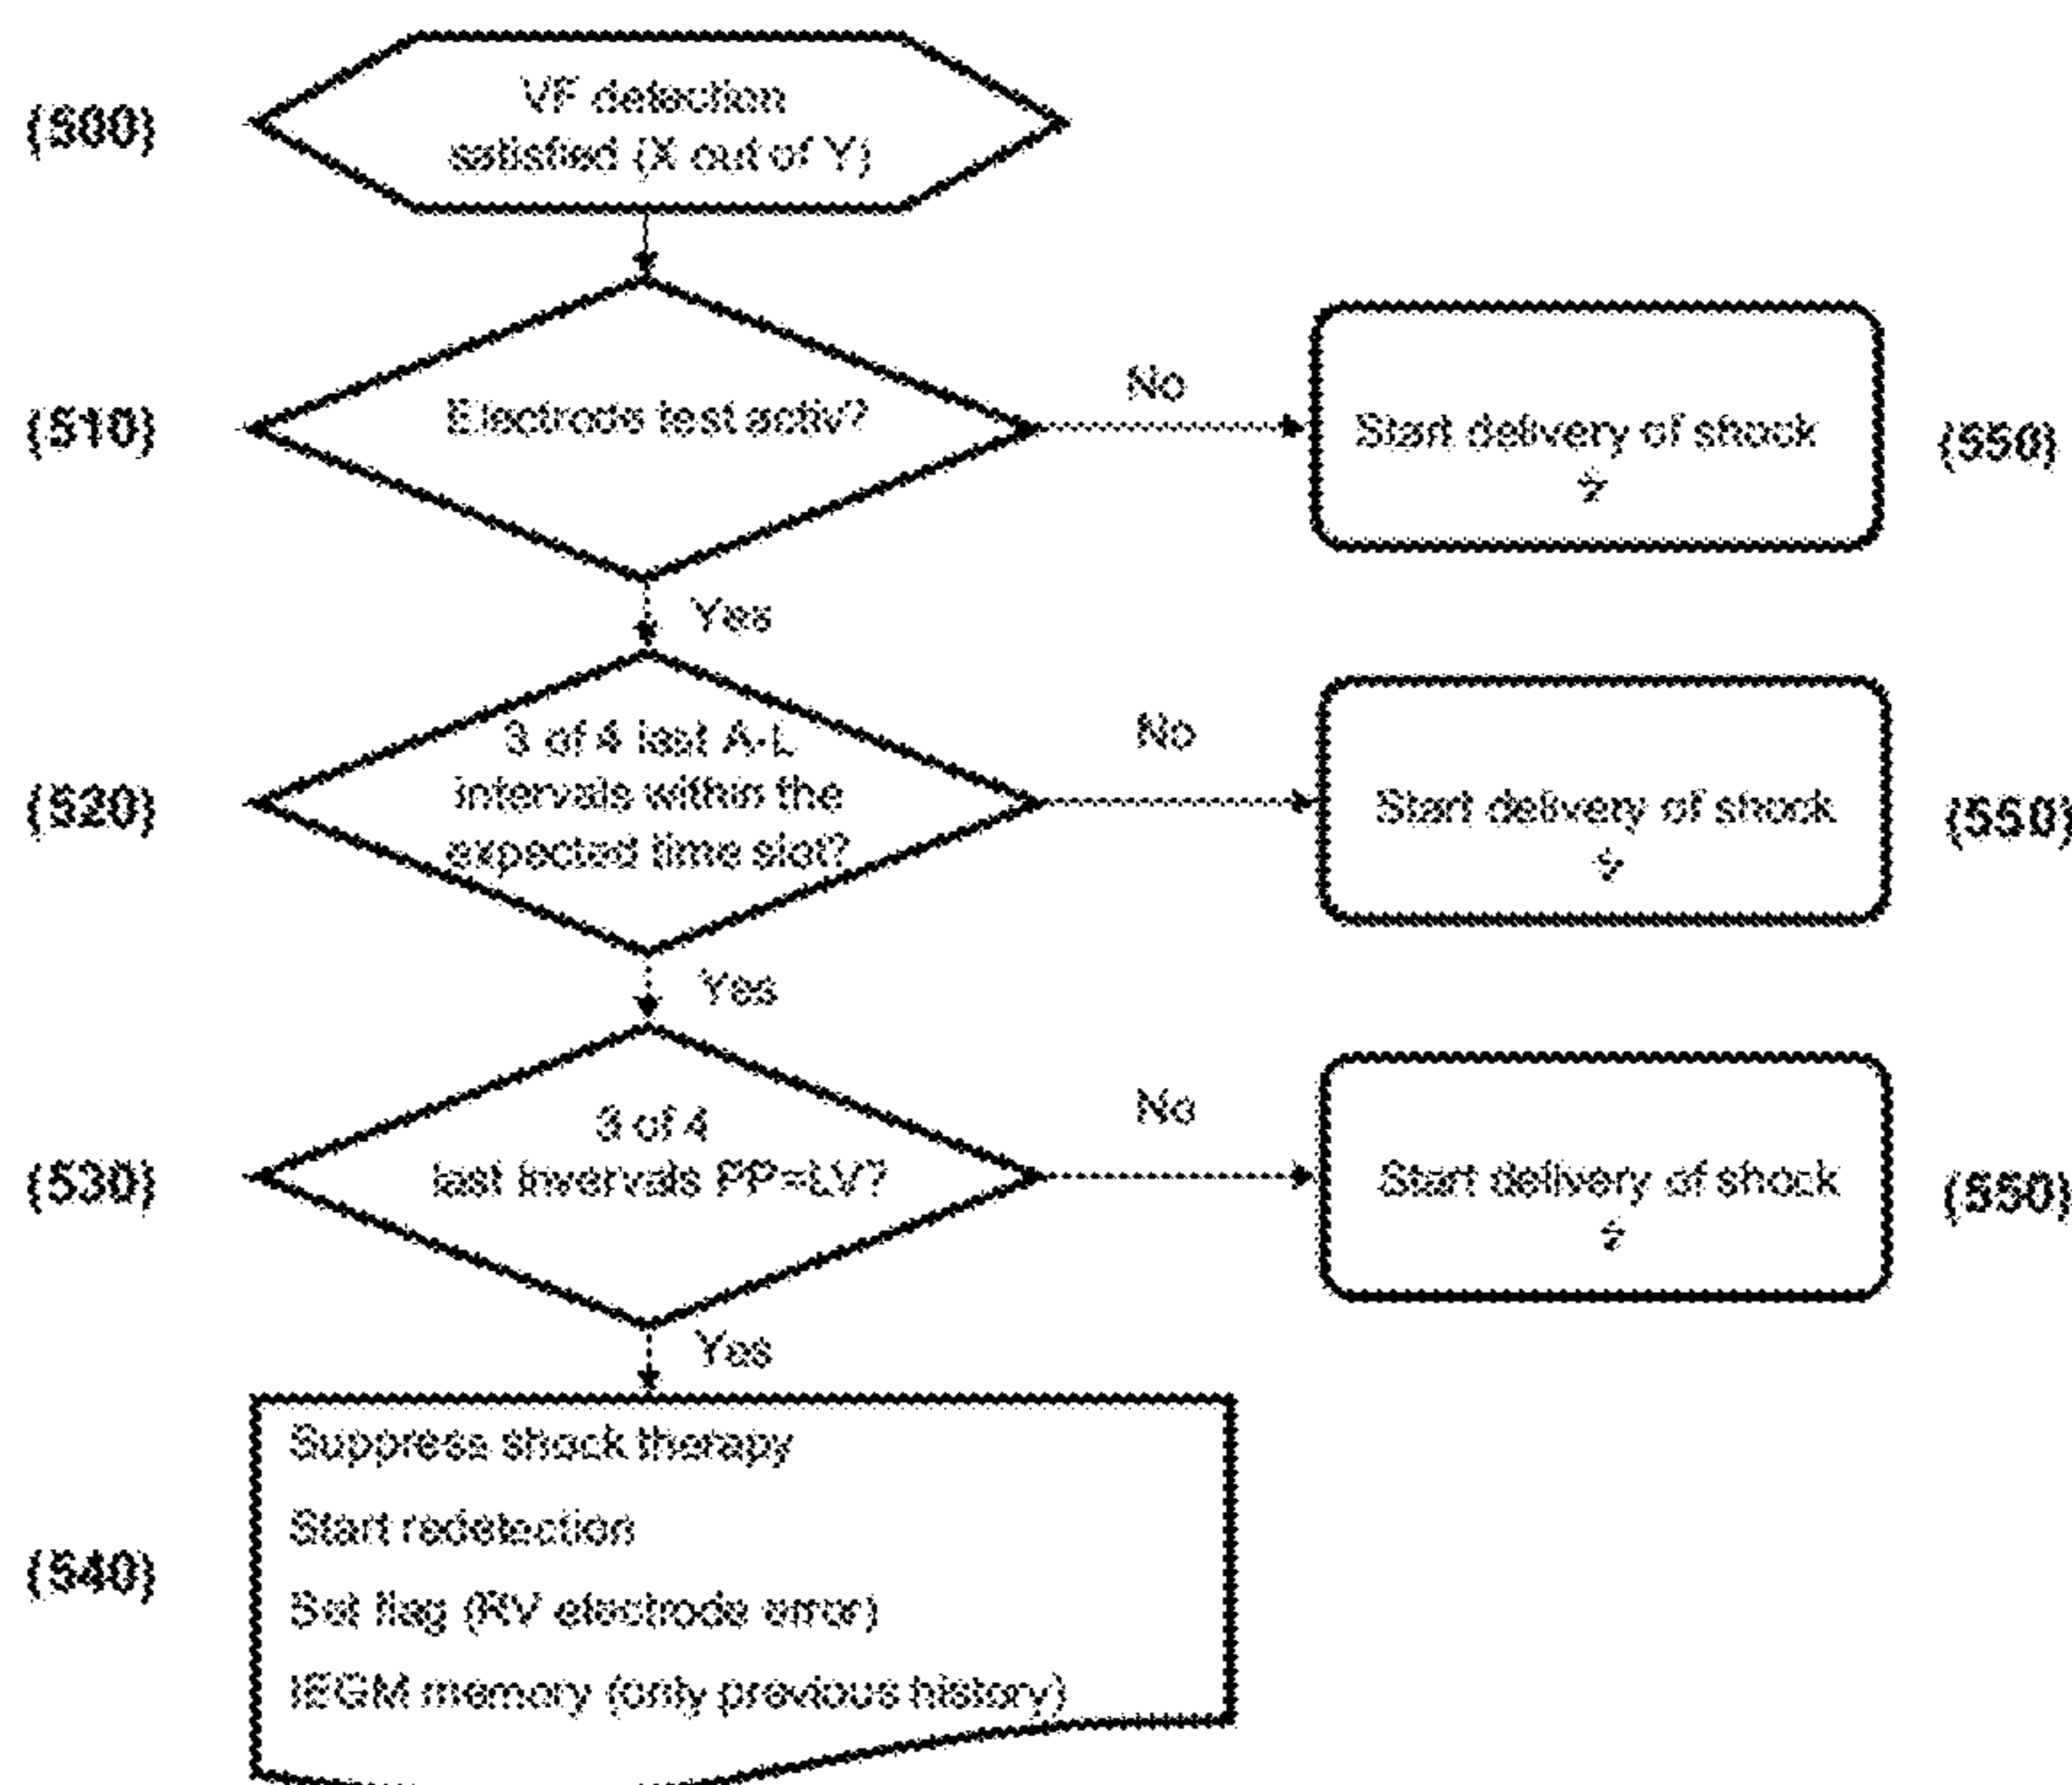 {500}
VF detection
satisfied (X out of Y)
{510}
Electrode test activ?
No
Start delivery of shock
{550}
Yes
{520}
3 of 4 last A-L
intervals within the
expected time slot?
No
Start delivery of shock
{550}
Yes
{530}
3 of 4
last invervals PP=LV?
No
Start delivery of shock
{550}
Yes
{540}
Suppress shock therapy
Start redetection
Set flag (RV electrode error)
IEGM memory (only previous history)